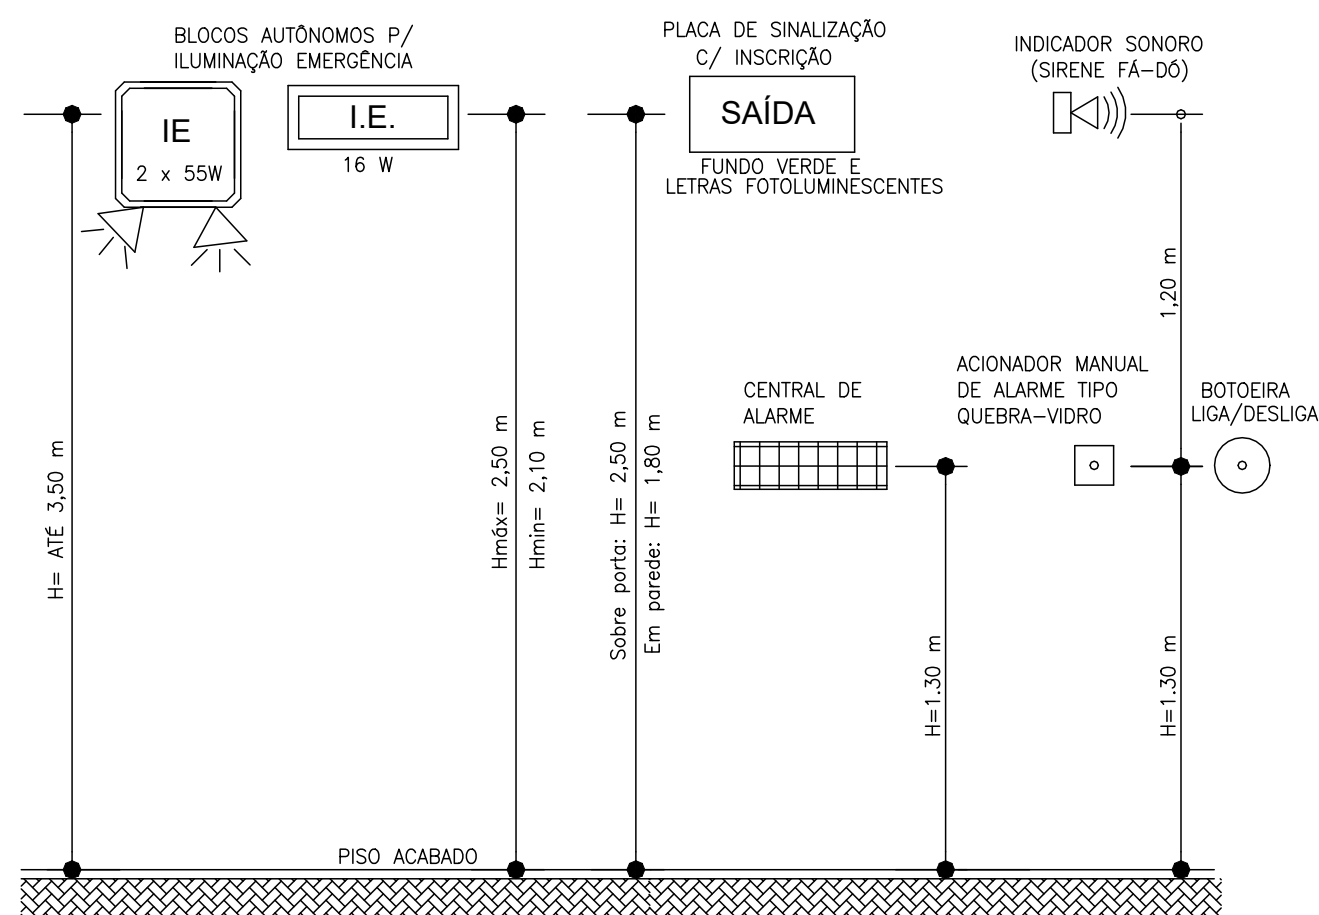 BLOCOS AUTÔNOMOS P/
ILUMINAÇÃO EMERGÊNCIA
IE
2 x 55W
I.E.
16 W
PLACA DE SINALIZAÇÃO
C/ INSCRIÇÃO
SAÍDA
FUNDO VERDE E
LETRAS FOTOLUMINESCENTES
INDICADOR SONORO
(SIRENE FÁ-DÓ)
1,20 m
CENTRAL DE
ALARME
ACIONADOR MANUAL
DE ALARME TIPO
QUEBRA-VIDRO
BOTOEIRA
LIGA/DESLIGA
H= ATÉ 3,50 m
Hmáx= 2,50 m
Hmin= 2,10 m
Sobre porta: H= 2,50 m
Em parede: H= 1,80 m
H=1.30 m
H=1.30 m
PISO ACABADO